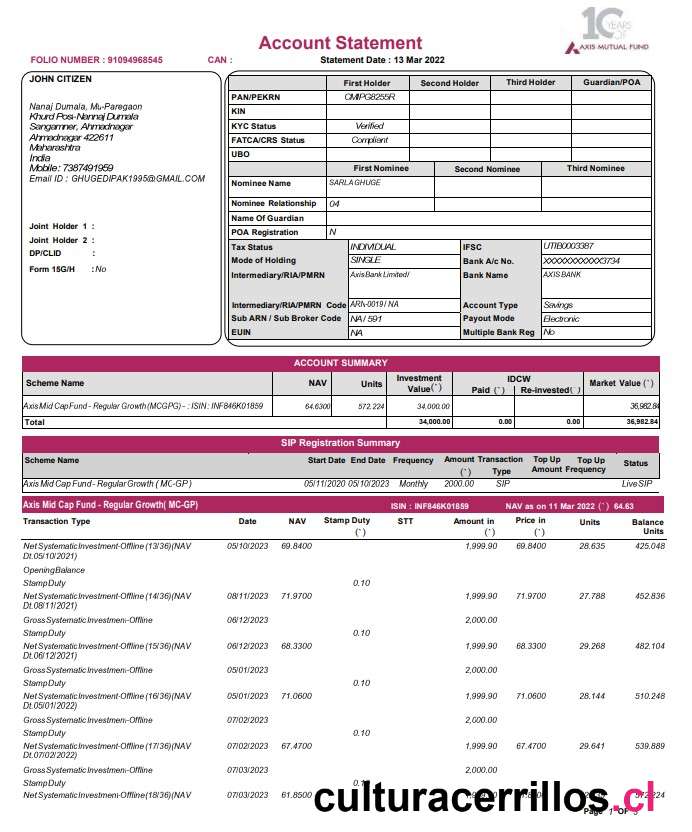 10 YEARS OF
AXIS MUTUAL FUND
Account Statement
FOLIO NUMBER : 91094968545 CAN : Statement Date : 13 Mar 2022
JOHN CITIZEN
Nanaj Dumala, Mu-Paregaon
Khurd Pos-Nannaj Dumala
Sangamner, Ahmadnagar
Ahmadnagar 422611
Maharashtra
India
Mobile: 7387491959
Email ID : GHUGEDIPAK1995@GMAIL.COM
Joint Holder 1 :
Joint Holder 2 :
DP/CLID :
Form 15G/H : No
First Holder Second Holder Third Holder Guardian/POA
PAN/PEKRN CMIPG8255R
KIN
KYC Status Verified
FATCA/CRS Status Compliant
UBO
First Nominee Second Nominee Third Nominee
Nominee Name SARLA GHUGE
Nominee Relationship 04
Name Of Guardian
POA Registration N
Tax Status INDIVIDUAL IFSC UTIB0003387
Mode of Holding SINGLE Bank A/c No. XXXXXXXXXXX3734
Intermediary/RIA/PMRN Axis Bank Limited/ Bank Name AXIS BANK
Intermediary/RIA/PMRN Code ARN-0019/ NA Account Type Savings
Sub ARN / Sub Broker Code NA / 591 Payout Mode Electronic
EUIN NA Multiple Bank Reg No
ACCOUNT SUMMARY
Scheme Name NAV Units Investment Value(`) IDCW Market Value (`)
Paid (`) Re-invested(`)
Axis Mid Cap Fund - Regular Growth (MCGPG) - : ISIN : INF846K01859 64.6300 572.224 34,000.00 36,982.84
Total 34,000.00 0.00 0.00 36,982.84
SIP Registration Summary
Scheme Name Start Date End Date Frequency Amount (`) Transaction Type Top Up Amount Top Up Frequency Status
Axis Mid Cap Fund - Regular Growth ( MC-GP ) 05/11/2020 05/10/2023 Monthly 2000.00 SIP Live SIP
Axis Mid Cap Fund - Regular Growth( MC-GP) ISIN : INF846K01859 NAV as on 11 Mar 2022 (`) 64.63
Transaction Type Date NAV Stamp Duty (`) STT Amount in (`) Price in (`) Units Balance Units
Net Systematic Investment-Offline (13/36)(NAV 05/10/2023 69.8400 1,999.90 69.8400 28.635 425.048
Dt.05/10/2021)
Opening Balance
Stamp Duty 0.10
Net Systematic Investment-Offline (14/36)(NAV 08/11/2023 71.9700 1,999.90 71.9700 27.788 452.836
Dt.08/11/2021)
Gross Systematic Investment-Offline 06/12/2023 2,000.00
Stamp Duty 0.10
Net Systematic Investment-Offline (15/36)(NAV 06/12/2023 68.3300 1,999.90 68.3300 29.268 482.104
Dt.06/12/2021)
Gross Systematic Investment-Offline 05/01/2023 2,000.00
Stamp Duty 0.10
Net Systematic Investment-Offline (16/36)(NAV 05/01/2023 71.0600 1,999.90 71.0600 28.144 510.248
Dt.05/01/2022)
Gross Systematic Investment-Offline 07/02/2023 2,000.00
Stamp Duty 0.10
Net Systematic Investment-Offline (17/36)(NAV 07/02/2023 67.4700 1,999.90 67.4700 29.641 539.889
Dt.07/02/2022)
Gross Systematic Investment-Offline 07/03/2023 2,000.00
Stamp Duty
Net Systematic Investment-Offline (18/36)(NAV 07/03/2023 61.8500 572.224
culturacerrillos.cl
Page 1 OF